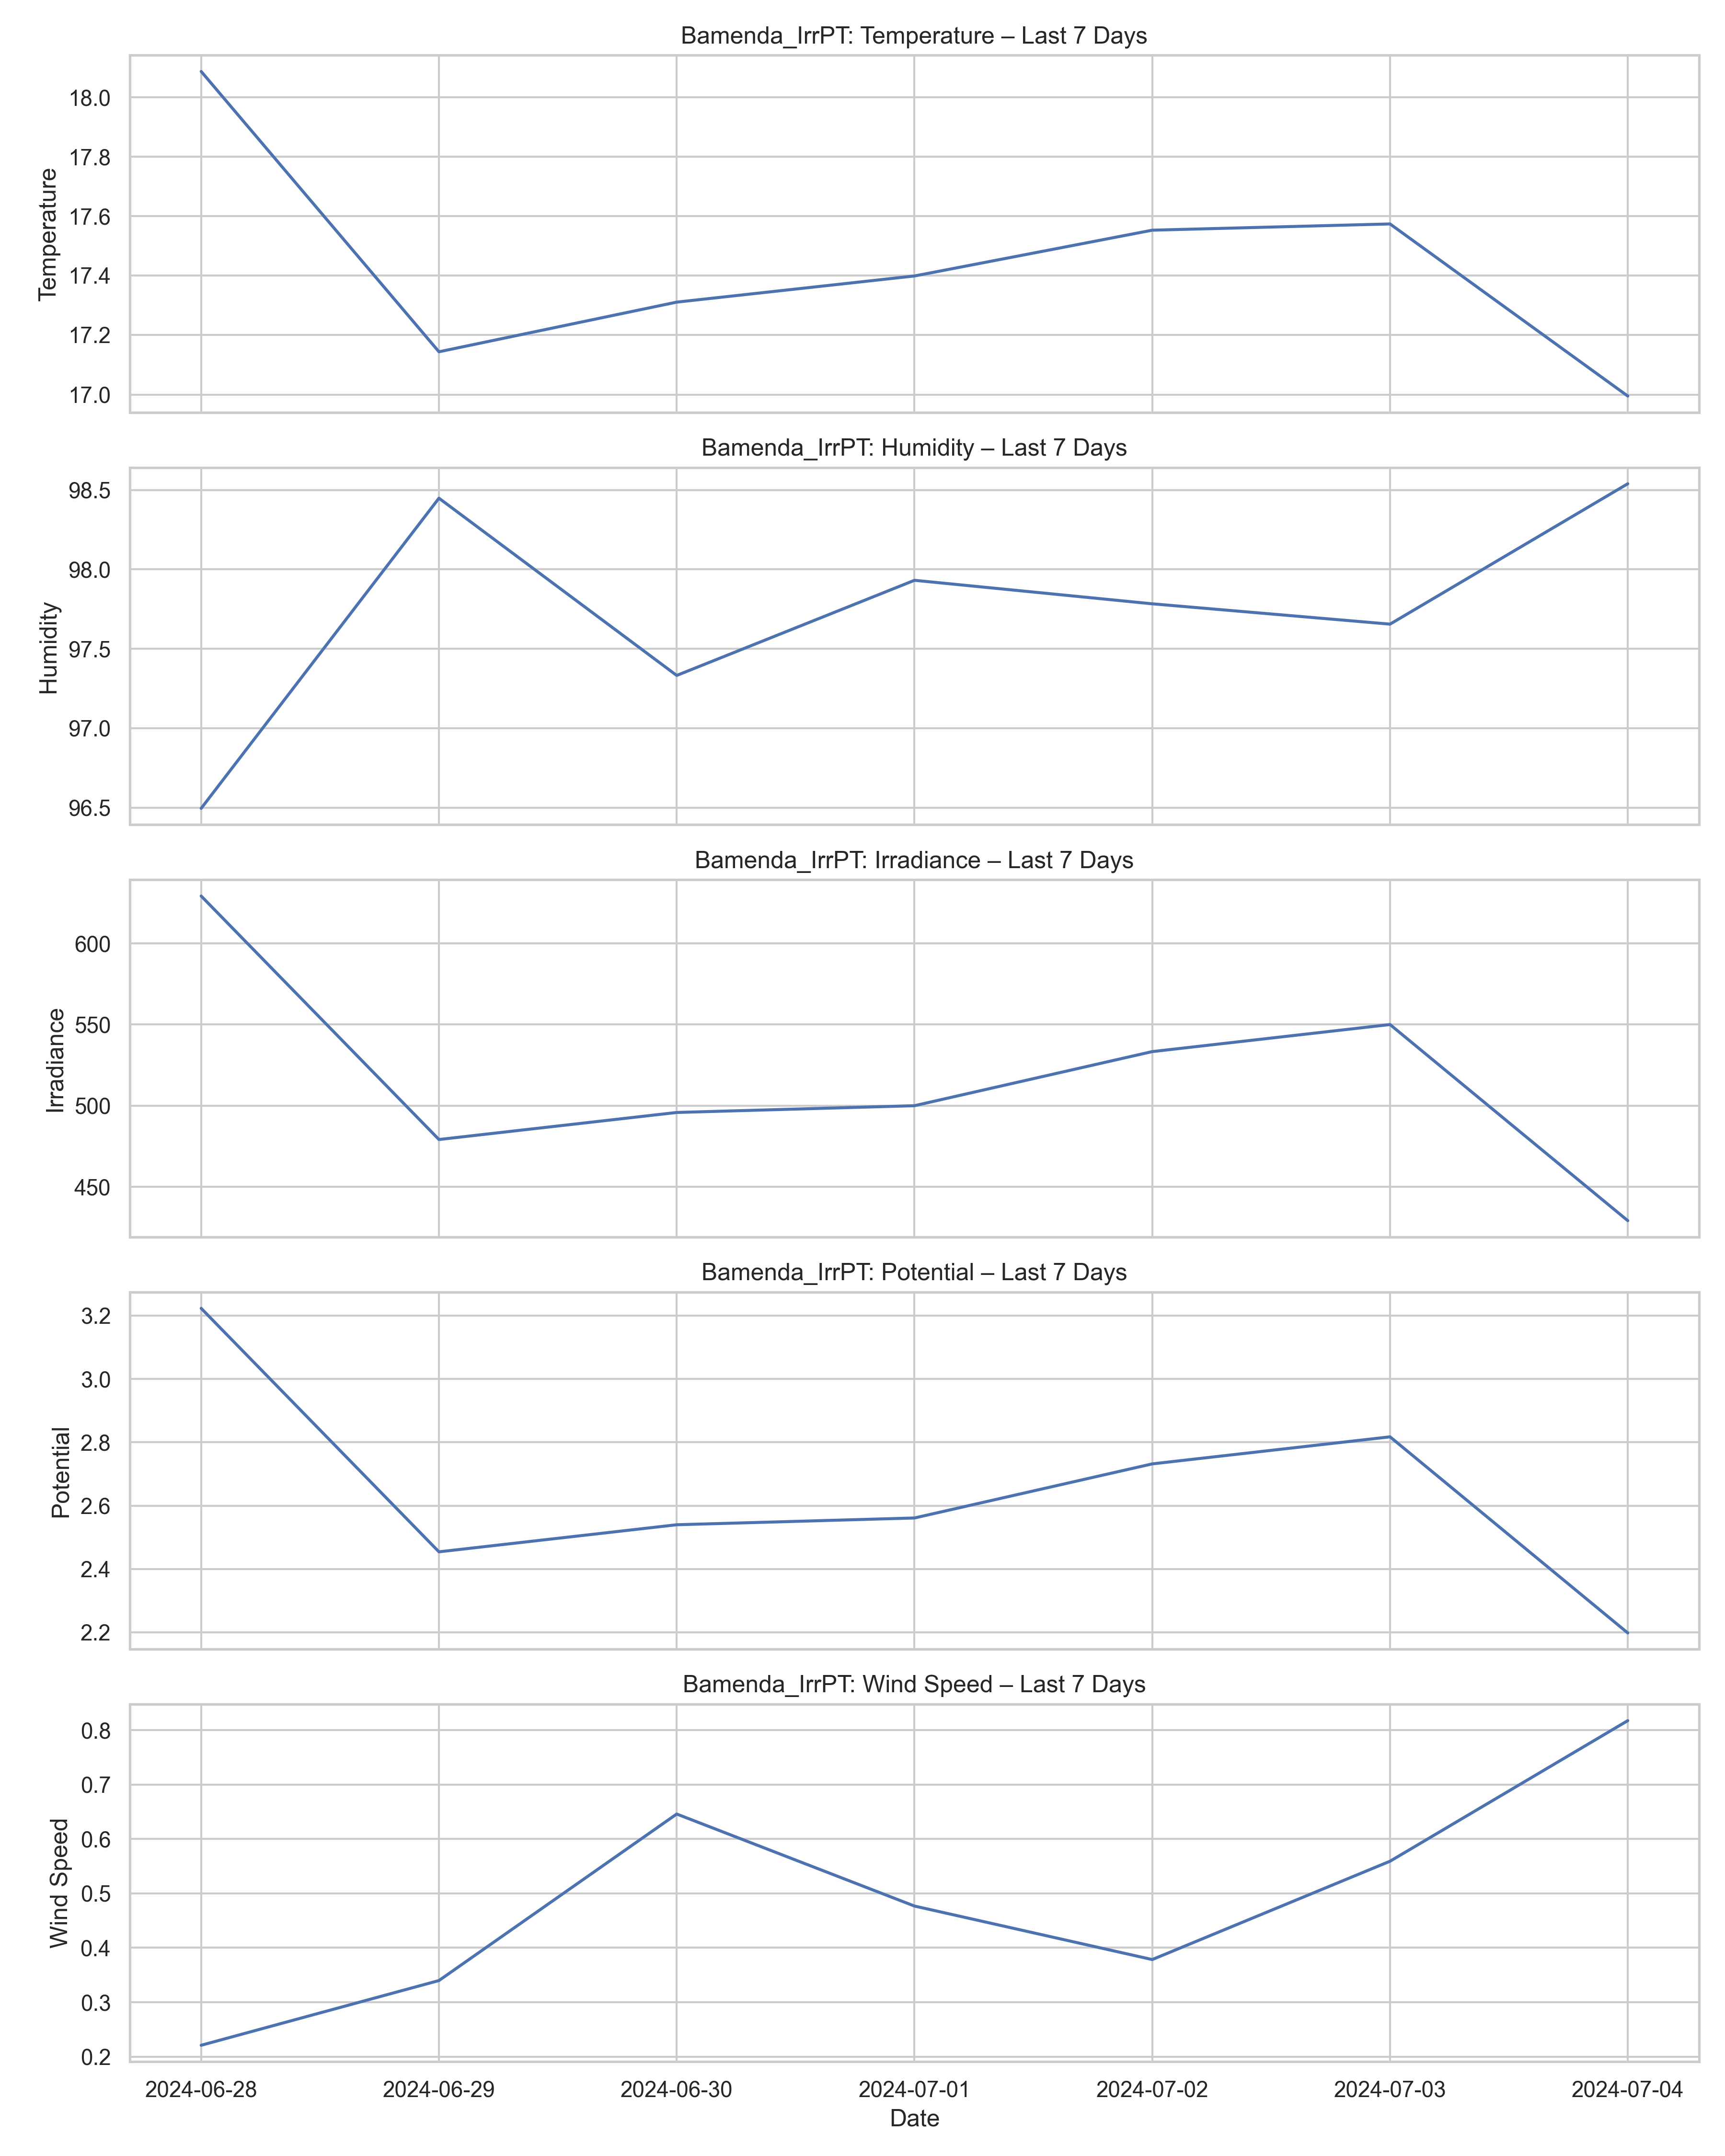 Bamenda_IrrPT: Temperature – Last 7 Days
Temperature
18.0
17.8
17.6
17.4
17.2
17.0
Bamenda_IrrPT: Humidity – Last 7 Days
Humidity
98.5
98.0
97.5
97.0
96.5
Bamenda_IrrPT: Irradiance – Last 7 Days
Irradiance
600
550
500
450
Bamenda_IrrPT: Potential – Last 7 Days
Potential
3.2
3.0
2.8
2.6
2.4
2.2
Bamenda_IrrPT: Wind Speed – Last 7 Days
Wind Speed
0.8
0.7
0.6
0.5
0.4
0.3
0.2
2024-06-28 2024-06-29 2024-06-30 2024-07-01 2024-07-02 2024-07-03 2024-07-04
Date